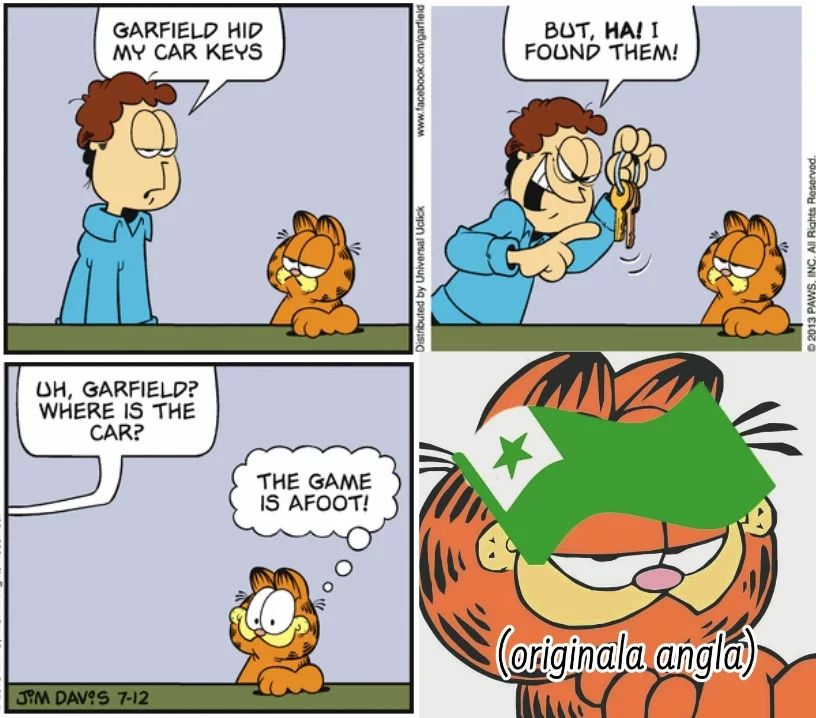 GARFIELD HID
MY CAR KEYS
www.facebook.com/garfield
Distributed by Universal Uclick
BUT, HA! I
FOUND THEM!
© 2013 PAWS, INC. All Rights Reserved.
UH, GARFIELD?
WHERE IS THE
CAR?
THE GAME
IS AFOOT!
JIM DAVIS 7-12
(originala angla)